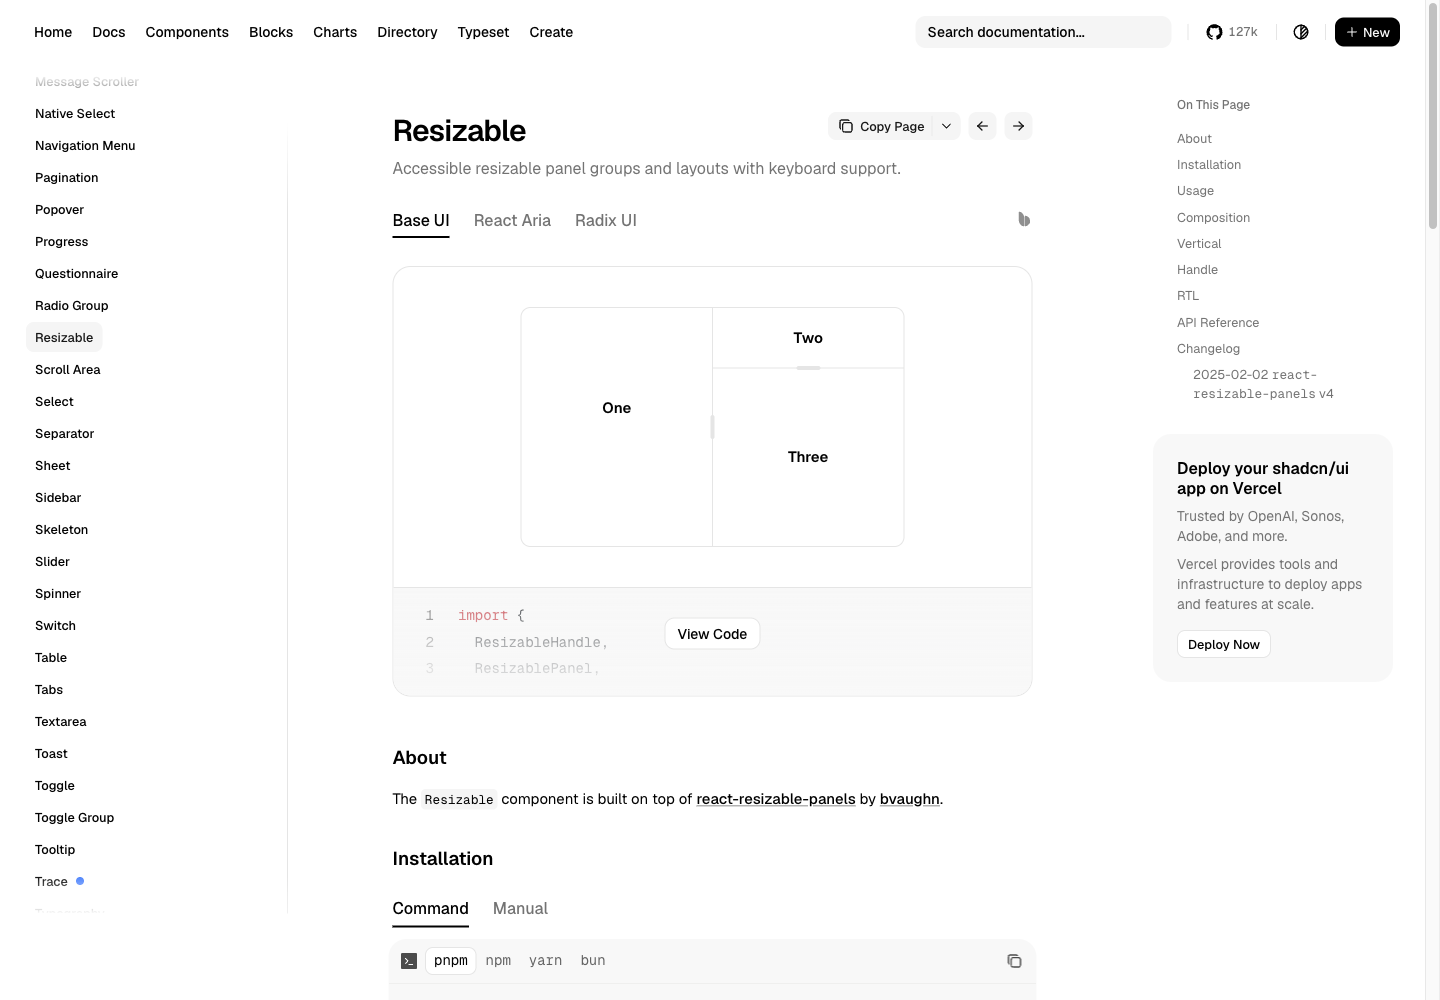 Home Docs Components Blocks Charts Directory Typeset Create
Search documentation...
127k
New
Message Scroller
Native Select
Navigation Menu
Pagination
Popover
Progress
Questionnaire
Radio Group
Resizable
Scroll Area
Select
Separator
Sheet
Sidebar
Skeleton
Slider
Spinner
Switch
Table
Tabs
Textarea
Toast
Toggle
Toggle Group
Tooltip
Trace
Typography
Resizable
Copy Page
Accessible resizable panel groups and layouts with keyboard support.
Base UI React Aria Radix UI
One
Two
Three
1 import {
2 ResizableHandle,
3 ResizablePanel,
View Code
About
The Resizable component is built on top of react-resizable-panels by bvaughn.
Installation
Command Manual
pnpm npm yarn bun
On This Page
About
Installation
Usage
Composition
Vertical
Handle
RTL
API Reference
Changelog
2025-02-02 react-
resizable-panels v4
Deploy your shadcn/ui
app on Vercel
Trusted by OpenAI, Sonos,
Adobe, and more.
Vercel provides tools and
infrastructure to deploy apps
and features at scale.
Deploy Now